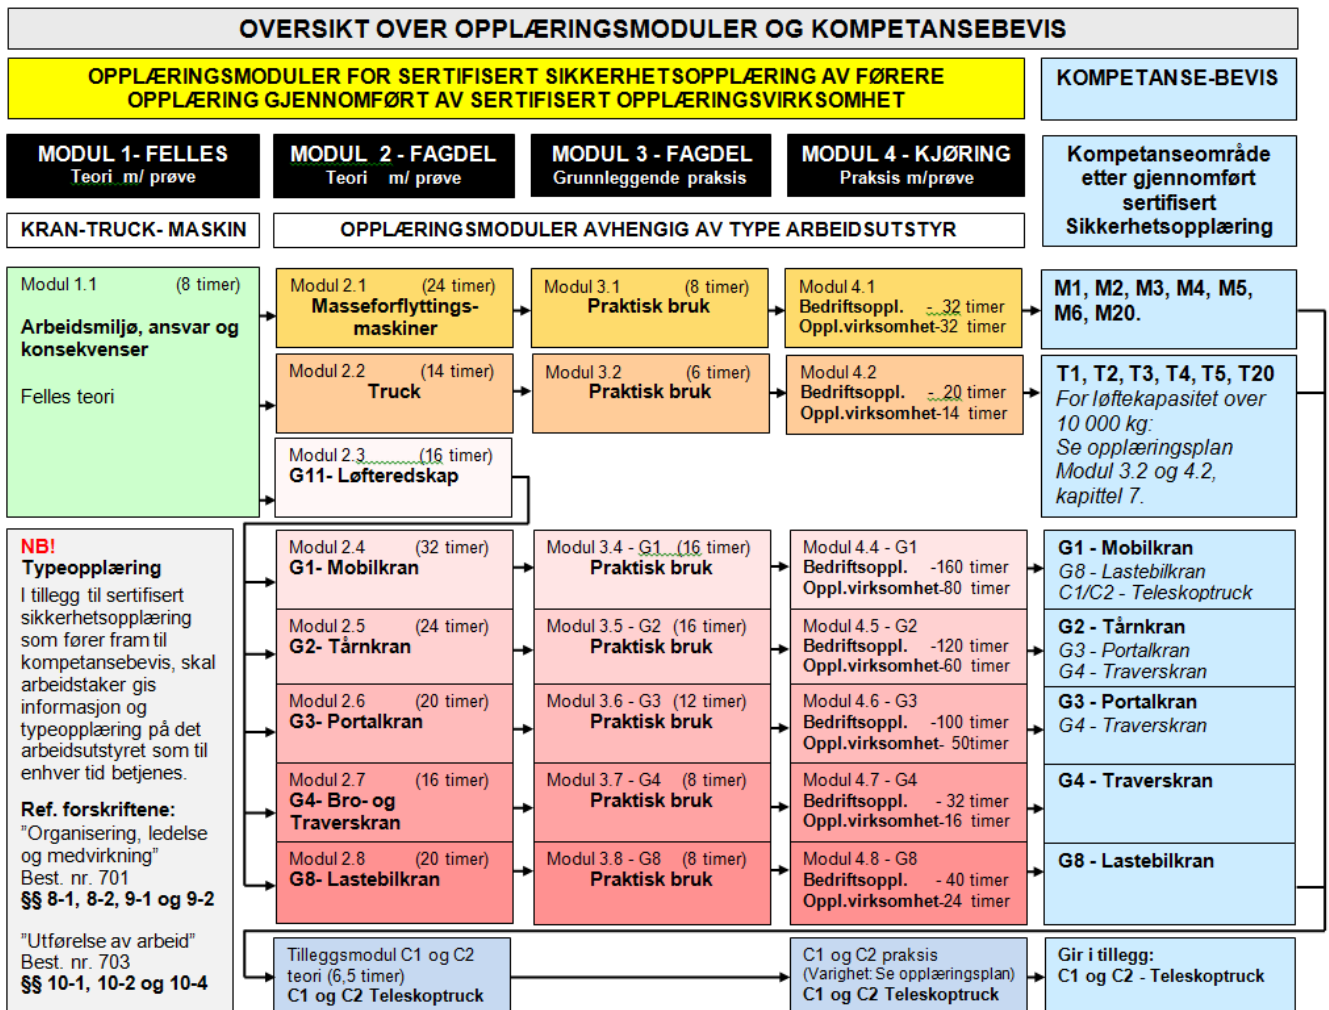 OVERSIKT OVER OPPLÆRINGSMODULER OG KOMPETANSEBEVIS
OPPLÆRINGSMODULER FOR SERTIFISERT SIKKERHETSOPPLÆRING AV FØRERE
OPPLÆRING GJENNOMFØRT AV SERTIFISERT OPPLÆRINGSVIRKSOMHET
KOMPETANSE-BEVIS
MODUL 1- FELLES
Teori m/ prøve
MODUL 2 - FAGDEL
Teori m/ prøve
MODUL 3 - FAGDEL
Grunnleggende praksis
MODUL 4 - KJØRING
Praksis m/prøve
Kompetanseområde
etter gjennomført
sertifisert
Sikkerhetsopplæring
KRAN-TRUCK- MASKIN
OPPLÆRINGSMODULER AVHENGIG AV TYPE ARBEIDSUTSTYR
Modul 1.1 (8 timer)
Arbeidsmiljø, ansvar og
konsekvenser
Felles teori
Modul 2.1 (24 timer)
Masseforflyttings-
maskiner
Modul 3.1 (8 timer)
Praktisk bruk
Modul 4.1
Bedriftsoppl. - 32 timer
Oppl.virksomhet-32 timer
M1, M2, M3, M4, M5,
M6, M20.
Modul 2.2 (14 timer)
Truck
Modul 3.2 (6 timer)
Praktisk bruk
Modul 4.2
Bedriftsoppl. - 20 timer
Oppl.virksomhet-14 timer
T1, T2, T3, T4, T5, T20
For løftekapasitet over
10 000 kg:
Se opplæringsplan
Modul 3.2 og 4.2,
kapittel 7.
Modul 2.3 (16 timer)
G11- Løfteredskap
NB!
Typeopplæring
I tillegg til sertifisert
sikkerhetsopplæring
som fører fram til
kompetansebevis, skal
arbeidstaker gis
informasjon og
typeopplæring på det
arbeidsutstyret som til
enhver tid betjenes.
Ref. forskriftene:
"Organisering, ledelse
og medvirkning"
Best. nr. 701
§§ 8-1, 8-2, 9-1 og 9-2
"Utførelse av arbeid"
Best. nr. 703
§§ 10-1, 10-2 og 10-4
Modul 2.4 (32 timer)
G1- Mobilkran
Modul 3.4 - G1 (16 timer)
Praktisk bruk
Modul 4.4 - G1
Bedriftsoppl. -160 timer
Oppl.virksomhet-80 timer
G1 - Mobilkran
G8 - Lastebilkran
C1/C2 - Teleskoptruck
Modul 2.5 (24 timer)
G2- Tårnkran
Modul 3.5 - G2 (16 timer)
Praktisk bruk
Modul 4.5 - G2
Bedriftsoppl. -120 timer
Oppl.virksomhet-60 timer
G2 - Tårnkran
G3 - Portalkran
G4 - Traverskran
Modul 2.6 (20 timer)
G3- Portalkran
Modul 3.6 - G3 (12 timer)
Praktisk bruk
Modul 4.6 - G3
Bedriftsoppl. -100 timer
Oppl.virksomhet- 50timer
G3 - Portalkran
G4 - Traverskran
Modul 2.7 (16 timer)
G4- Bro- og
Traverskran
Modul 3.7 - G4 (8 timer)
Praktisk bruk
Modul 4.7 - G4
Bedriftsoppl. - 32 timer
Oppl.virksomhet-16 timer
G4 - Traverskran
Modul 2.8 (20 timer)
G8- Lastebilkran
Modul 3.8 - G8 (8 timer)
Praktisk bruk
Modul 4.8 - G8
Bedriftsoppl. - 40 timer
Oppl.virksomhet-24 timer
G8 - Lastebilkran
Tilleggsmodul C1 og C2
teori (6,5 timer)
C1 og C2 Teleskoptruck
C1 og C2 praksis
(Varighet: Se opplæringsplan)
C1 og C2 Teleskoptruck
Gir i tillegg:
C1 og C2 - Teleskoptruck